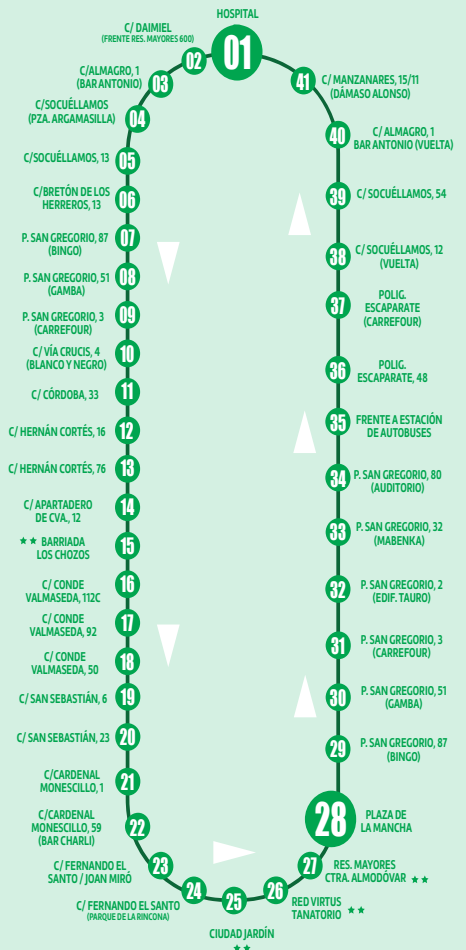 HOSPITAL
01
C/ DAIMIEL
(FRENTE RES. MAYORES 600)
02
C/ALMAGRO, 1
(BAR ANTONIO)
03
C/SOCUÉLLAMOS
(PZA. ARGAMASILLA)
04
C/SOCUÉLLAMOS, 13
05
C/BRETÓN DE LOS
HERREROS, 13
06
P. SAN GREGORIO, 87
(BINGO)
07
P. SAN GREGORIO, 51
(GAMBA)
08
P. SAN GREGORIO, 3
(CARREFOUR)
09
C/ VÍA CRUCIS, 4
(BLANCO Y NEGRO)
10
C/ CÓRDOBA, 33
11
C/ HERNÁN CORTÉS, 16
12
C/ HERNÁN CORTÉS, 76
13
C/ APARTADERO
DE CVA., 12
14
★★ BARRIADA
LOS CHOZOS
15
C/ CONDE
VALMASEDA, 112C
16
C/ CONDE
VALMASEDA, 92
17
C/ CONDE
VALMASEDA, 50
18
C/ SAN SEBASTIÁN, 6
19
C/ SAN SEBASTIÁN, 23
20
C/CARDENAL
MONESCILLO, 1
21
C/CARDENAL
MONESCILLO, 59
(BAR CHARLI)
22
C/ FERNANDO EL
SANTO / JOAN MIRÓ
23
C/ FERNANDO EL SANTO
(PARQUE DE LA RINCONA)
24
25
CIUDAD JARDÍN
★★
26
RED VIRTUS
TANATORIO ★★
27
RES. MAYORES
CTRA. ALMODÓVAR ★★
28
PLAZA DE
LA MANCHA
29
P. SAN GREGORIO, 87
(BINGO)
30
P. SAN GREGORIO, 51
(GAMBA)
31
P. SAN GREGORIO, 3
(CARREFOUR)
32
P. SAN GREGORIO, 2
(EDIF. TAURO)
33
P. SAN GREGORIO, 32
(MABENKA)
34
P. SAN GREGORIO, 80
(AUDITORIO)
35
FRENTE A ESTACIÓN
DE AUTOBUSES
36
POLIG.
ESCAPARATE, 48
37
POLIG.
ESCAPARATE
(CARREFOUR)
38
C/ SOCUÉLLAMOS, 12
(VUELTA)
39
C/ SOCUÉLLAMOS, 54
40
C/ ALMAGRO, 1
BAR ANTONIO (VUELTA)
41
C/ MANZANARES, 15/11
(DÁMASO ALONSO)